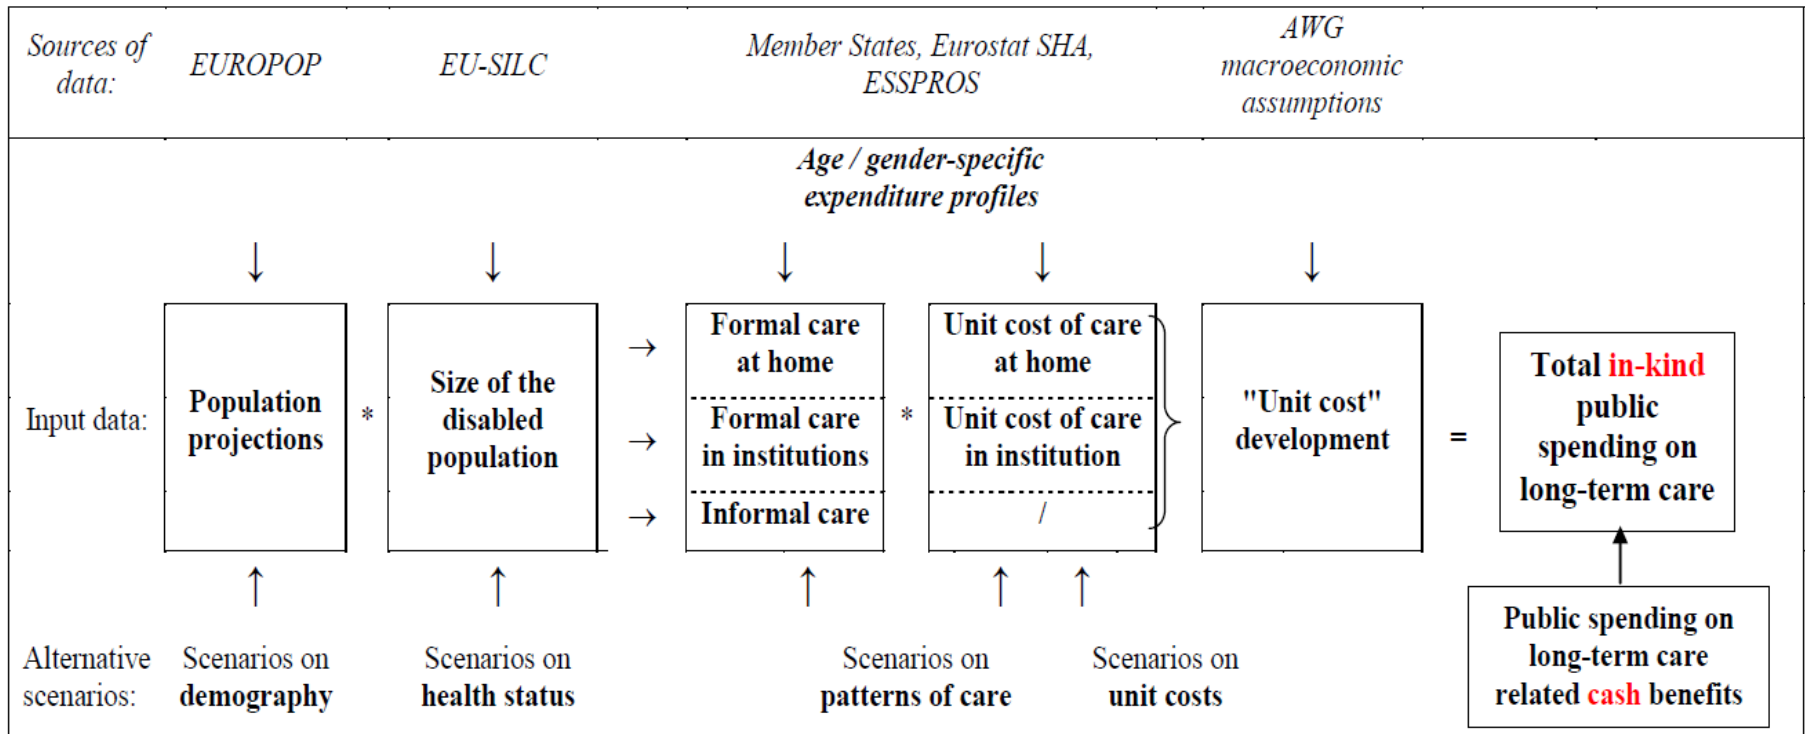 Sources of
data:
EUROPOP
EU-SILC
Member States, Eurostat SHA,
ESSPROS
AWG
macroeconomic
assumptions
Age / gender-specific
expenditure profiles
↓ ↓ ↓ ↓ ↓
Input data:
Population
projections
*
Size of the
disabled
population
→
Formal care
at home
→
Formal care
in institutions
→
Informal care
*
Unit cost of care
at home
Unit cost of care
in institution
/
"Unit cost"
development
=
Total in-kind
public
spending on
long-term care
↑ ↑ ↑ ↑ ↑
Alternative
scenarios:
Scenarios on
demography
Scenarios on
health status
Scenarios on
patterns of care
Scenarios on
unit costs
Public spending on
long-term care
related cash benefits